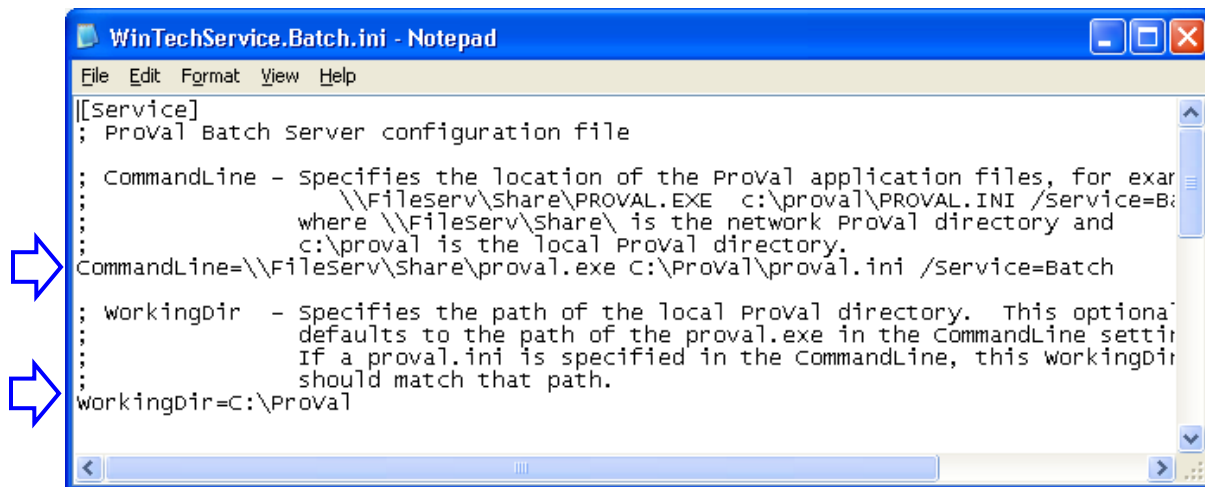 WinTechService.Batch.ini - Notepad
File Edit Format View Help
[Service]
; ProVal Batch Server configuration file
; CommandLine - Specifies the location of the ProVal application files, for exam
; \\FileServ\Share\PROVAL.EXE c:\proval\PROVAL.INI /Service=Ba
; where \\FileServ\Share\ is the network ProVal directory and
; c:\proval is the local ProVal directory.
CommandLine=\\FileServ\Share\proval.exe C:\ProVal\proval.ini /Service=Batch
; WorkingDir - Specifies the path of the local ProVal directory. This optional
; defaults to the path of the proval.exe in the CommandLine settin
; If a proval.ini is specified in the CommandLine, this WorkingDir
; should match that path.
WorkingDir=C:\ProVal